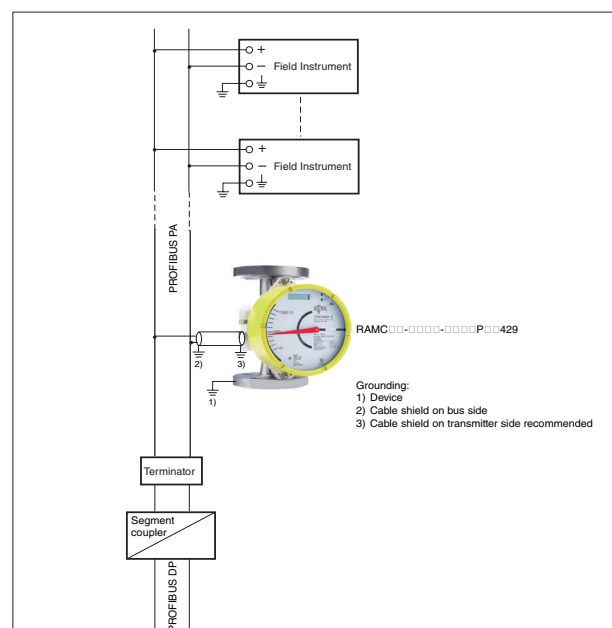 +
− Field Instrument
+
− Field Instrument
PROFIBUS PA
RAMC□□-□□□□-□□□□P□□429
2)
3)
1)
Grounding:
1) Device
2) Cable shield on bus side
3) Cable shield on transmitter side recommended
Terminator
Segment
coupler
PROFIBUS DP